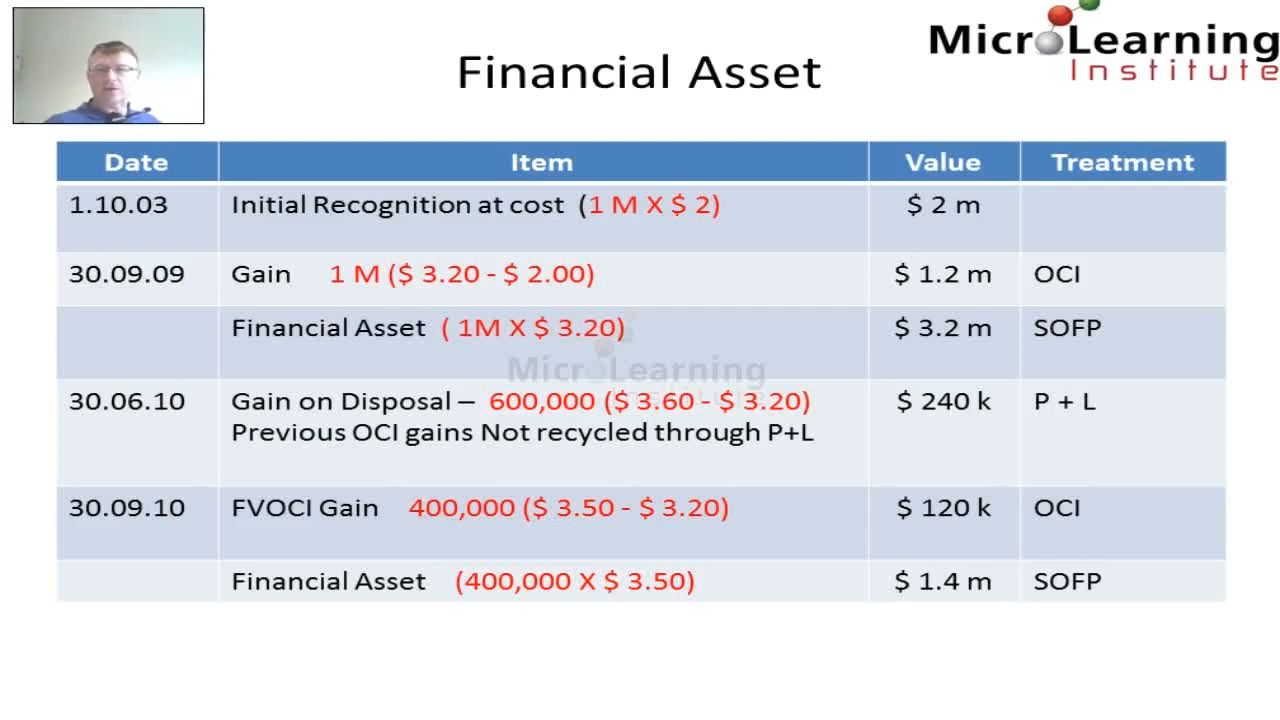 MicroLearning
Institute
Financial Asset
Date Item Value Treatment
1.10.03 Initial Recognition at cost (1 M X $ 2) $ 2 m
30.09.09 Gain 1 M ($ 3.20 - $ 2.00) $ 1.2 m OCI
Financial Asset ( 1M X $ 3.20) $ 3.2 m SOFP
MicroLearning
Institute
30.06.10 Gain on Disposal – 600,000 ($ 3.60 - $ 3.20) $ 240 k P + L
Previous OCI gains Not recycled through P+L
30.09.10 FVOCI Gain 400,000 ($ 3.50 - $ 3.20) $ 120 k OCI
Financial Asset (400,000 X $ 3.50) $ 1.4 m SOFP